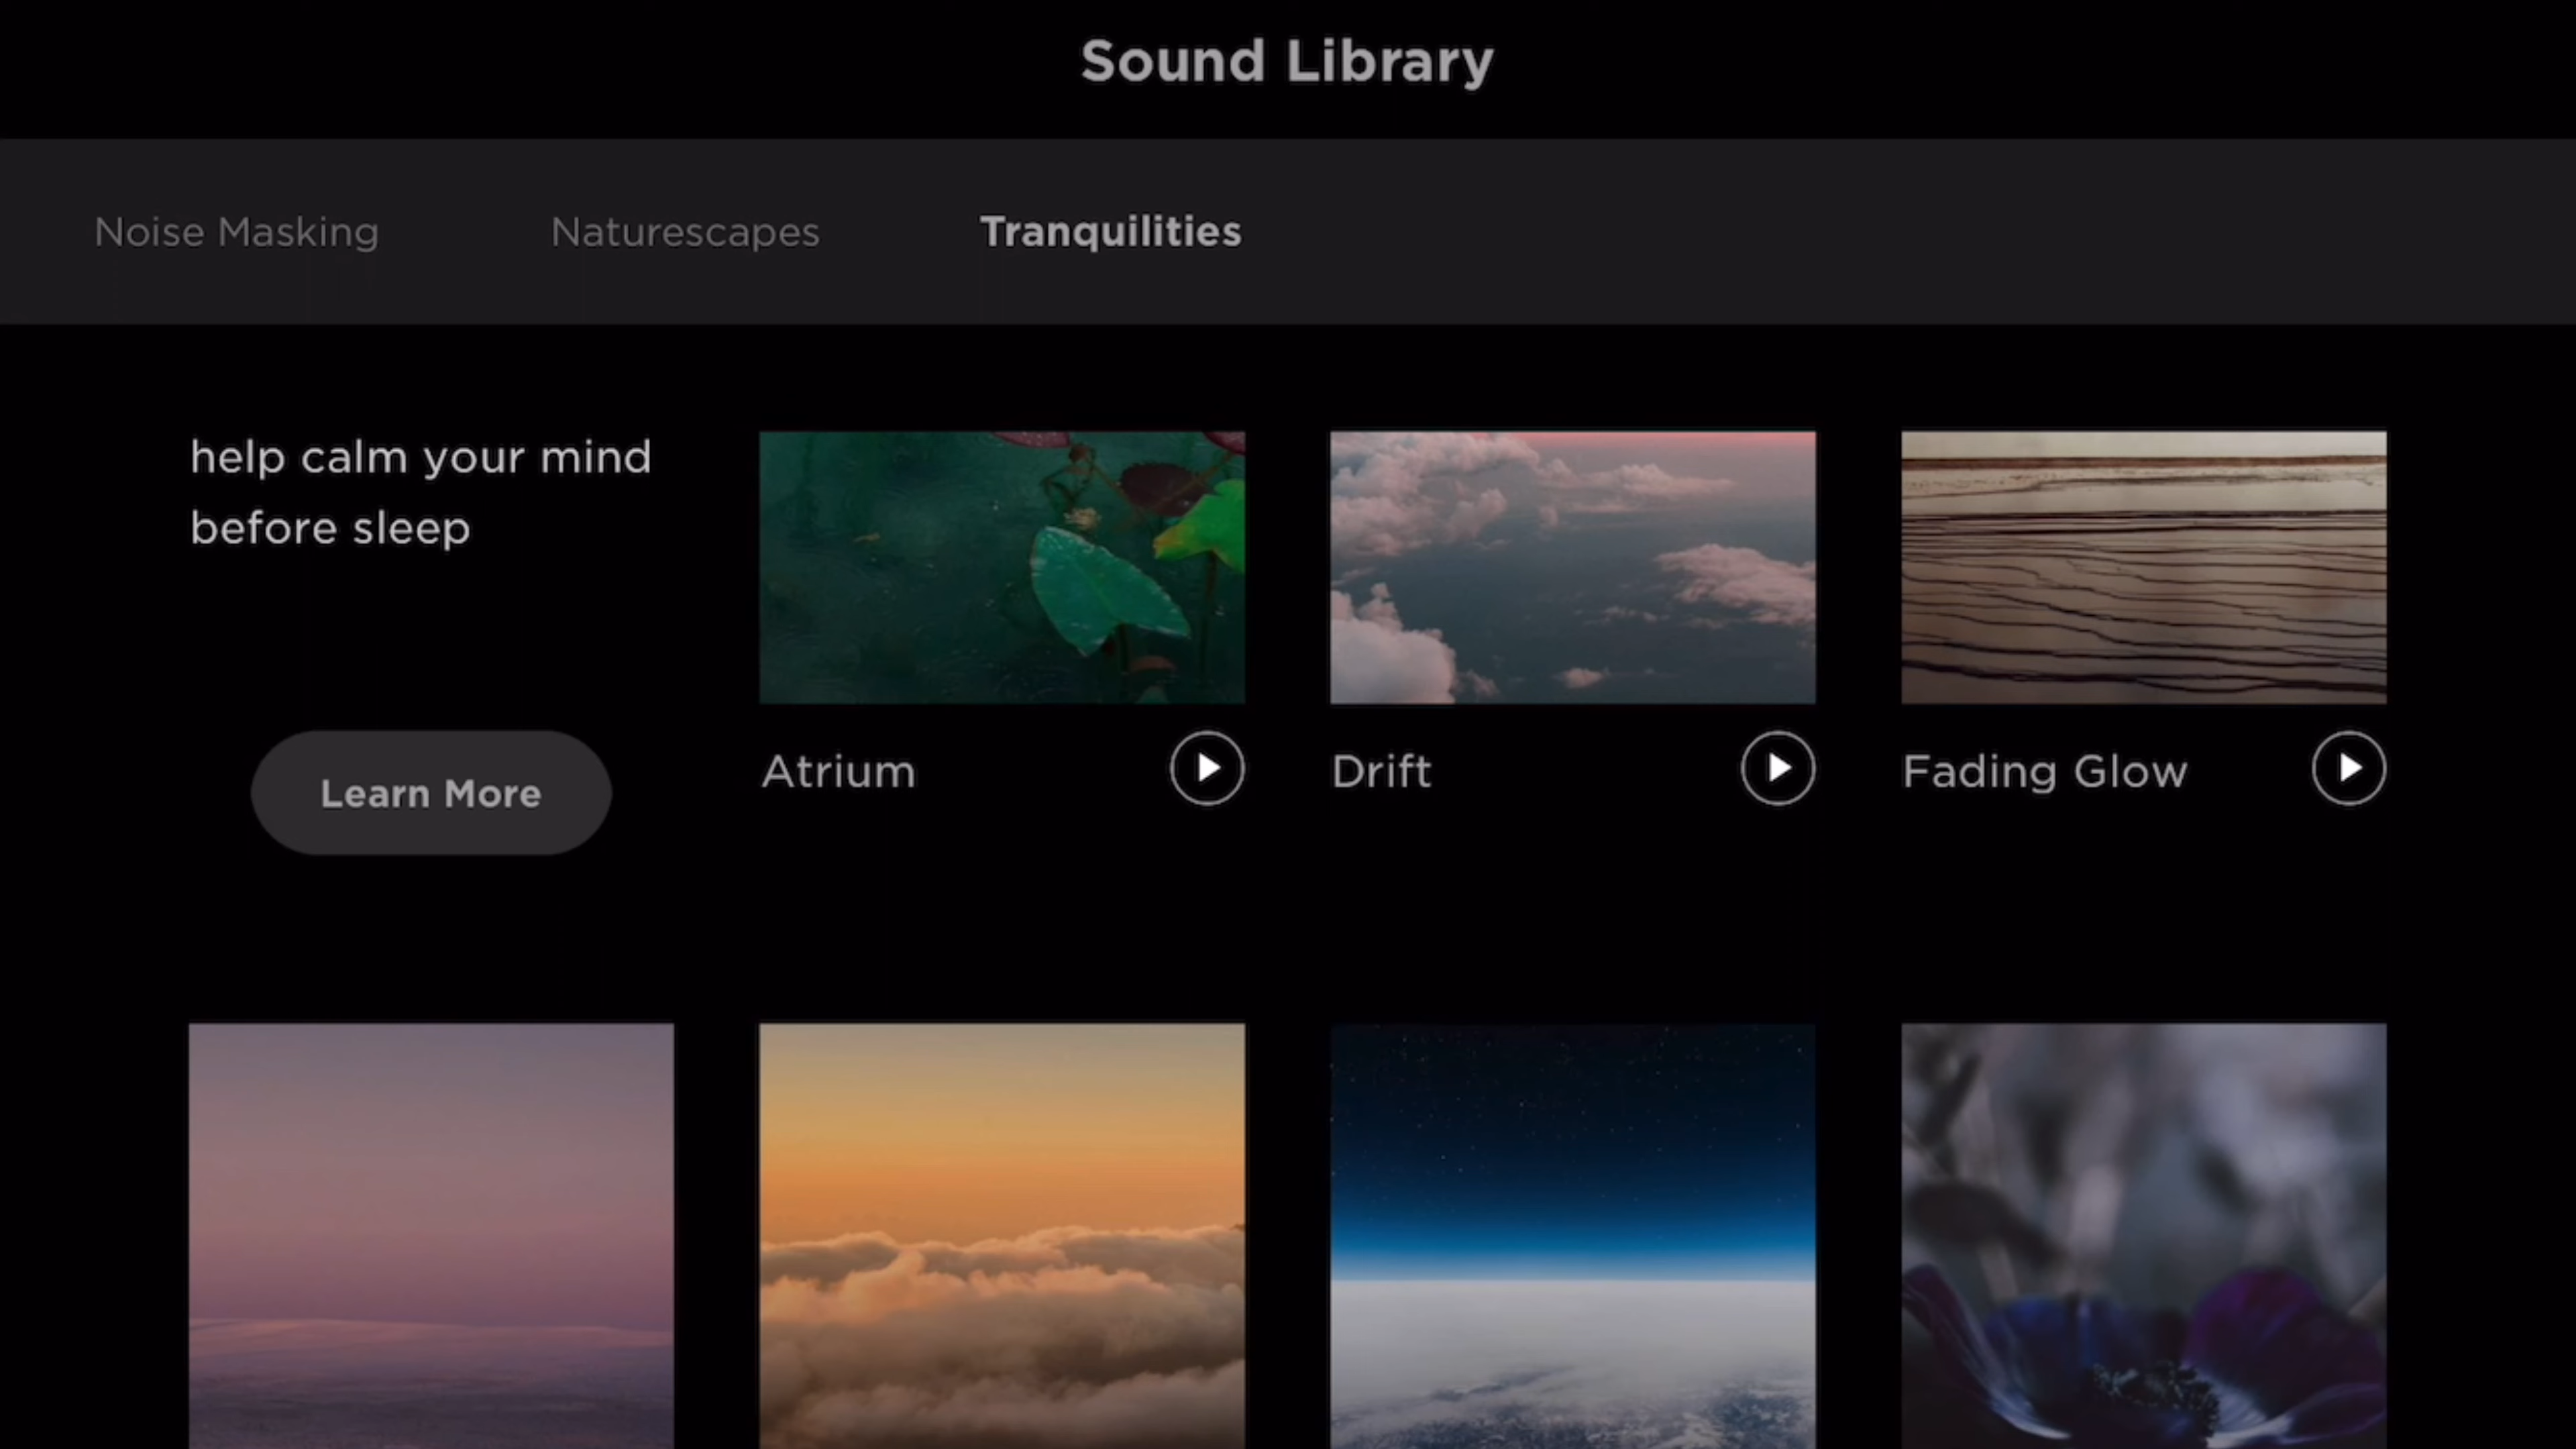 Sound Library
Noise Masking
Naturescapes
Tranquilities
help calm your mind
before sleep
Learn More
Atrium
Drift
Fading Glow